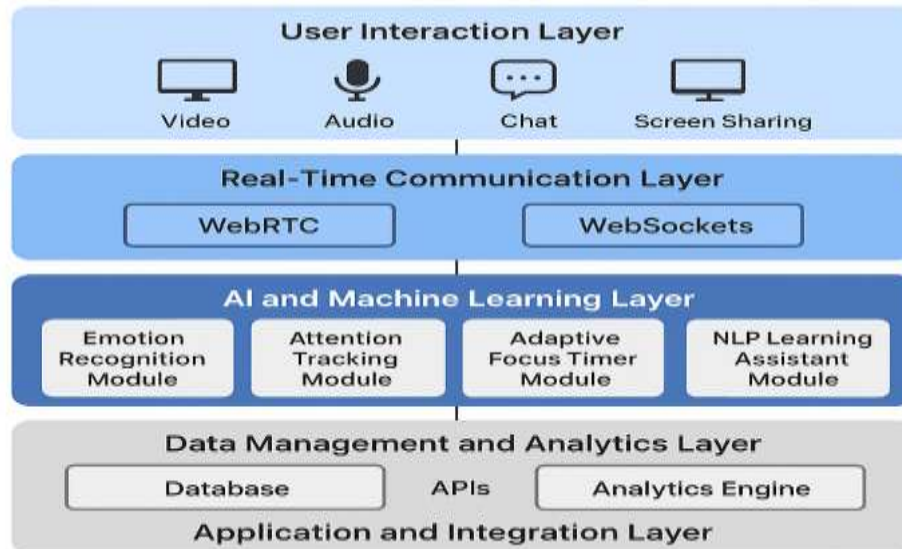 User Interaction Layer
Video Audio Chat Screen Sharing
Real-Time Communication Layer
WebRTC WebSockets
AI and Machine Learning Layer
Emotion Recognition Module
Attention Tracking Module
Adaptive Focus Timer Module
NLP Learning Assistant Module
Data Management and Analytics Layer
Database APIs Analytics Engine
Application and Integration Layer